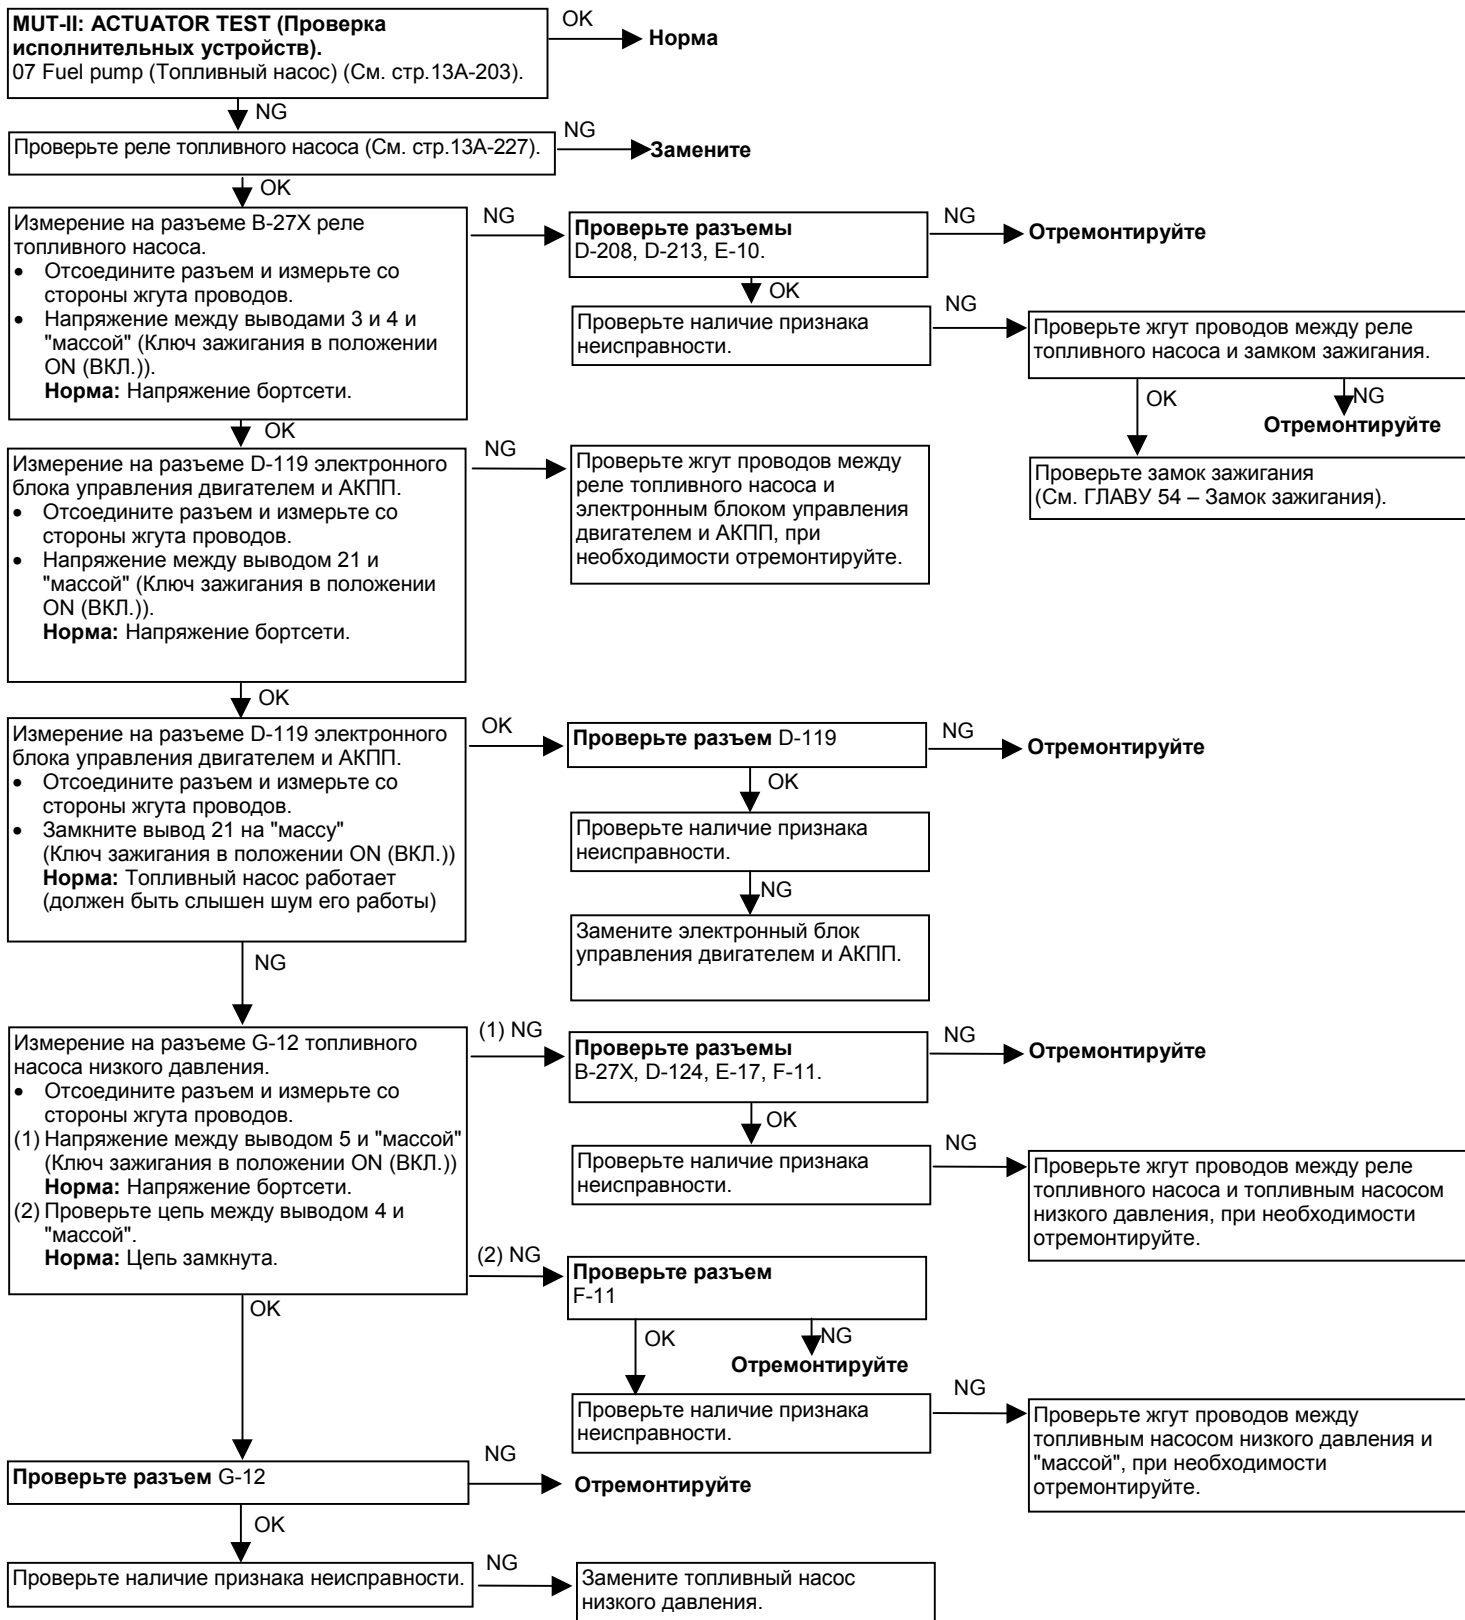 MUT-II: ACTUATOR TEST (Проверка
исполнительных устройств).
07 Fuel pump (Топливный насос) (См. стр.13А-203).
OK
Норма
NG
Проверьте реле топливного насоса (См. стр.13А-227).
NG
Замените
OK
Измерение на разъеме В-27Х реле
топливного насоса.
• Отсоедините разъем и измерьте со
стороны жгута проводов.
• Напряжение между выводами 3 и 4 и
"массой" (Ключ зажигания в положении
ON (ВКЛ.)).
Норма: Напряжение бортсети.
NG
Проверьте разъемы
D-208, D-213, E-10.
NG
Отремонтируйте
OK
Проверьте наличие признака
неисправности.
NG
Проверьте жгут проводов между реле
топливного насоса и замком зажигания.
OK
NG
Отремонтируйте
Проверьте замок зажигания
(См. ГЛАВУ 54 – Замок зажигания).
OK
Измерение на разъеме D-119 электронного
блока управления двигателем и АКПП.
• Отсоедините разъем и измерьте со
стороны жгута проводов.
• Напряжение между выводом 21 и
"массой" (Ключ зажигания в положении
ON (ВКЛ.)).
Норма: Напряжение бортсети.
NG
Проверьте жгут проводов между
реле топливного насоса и
электронным блоком управления
двигателем и АКПП, при
необходимости отремонтируйте.
OK
Измерение на разъеме D-119 электронного
блока управления двигателем и АКПП.
• Отсоедините разъем и измерьте со
стороны жгута проводов.
• Замкните вывод 21 на "массу"
(Ключ зажигания в положении ON (ВКЛ.))
Норма: Топливный насос работает
(должен быть слышен шум его работы)
OK
Проверьте разъем D-119
NG
Отремонтируйте
OK
Проверьте наличие признака
неисправности.
NG
Замените электронный блок
управления двигателем и АКПП.
NG
Измерение на разъеме G-12 топливного
насоса низкого давления.
• Отсоедините разъем и измерьте со
стороны жгута проводов.
(1) Напряжение между выводом 5 и "массой"
(Ключ зажигания в положении ON (ВКЛ.))
Норма: Напряжение бортсети.
(2) Проверьте цепь между выводом 4 и
"массой".
Норма: Цепь замкнута.
(1) NG
Проверьте разъемы
B-27X, D-124, E-17, F-11.
NG
Отремонтируйте
OK
Проверьте наличие признака
неисправности.
NG
Проверьте жгут проводов между реле
топливного насоса и топливным насосом
низкого давления, при необходимости
отремонтируйте.
(2) NG
Проверьте разъем
F-11
OK
NG
Отремонтируйте
Проверьте наличие признака
неисправности.
NG
Проверьте жгут проводов между
топливным насосом низкого давления и
"массой", при необходимости
отремонтируйте.
OK
Проверьте разъем G-12
NG
Отремонтируйте
OK
Проверьте наличие признака неисправности.
NG
Замените топливный насос
низкого давления.